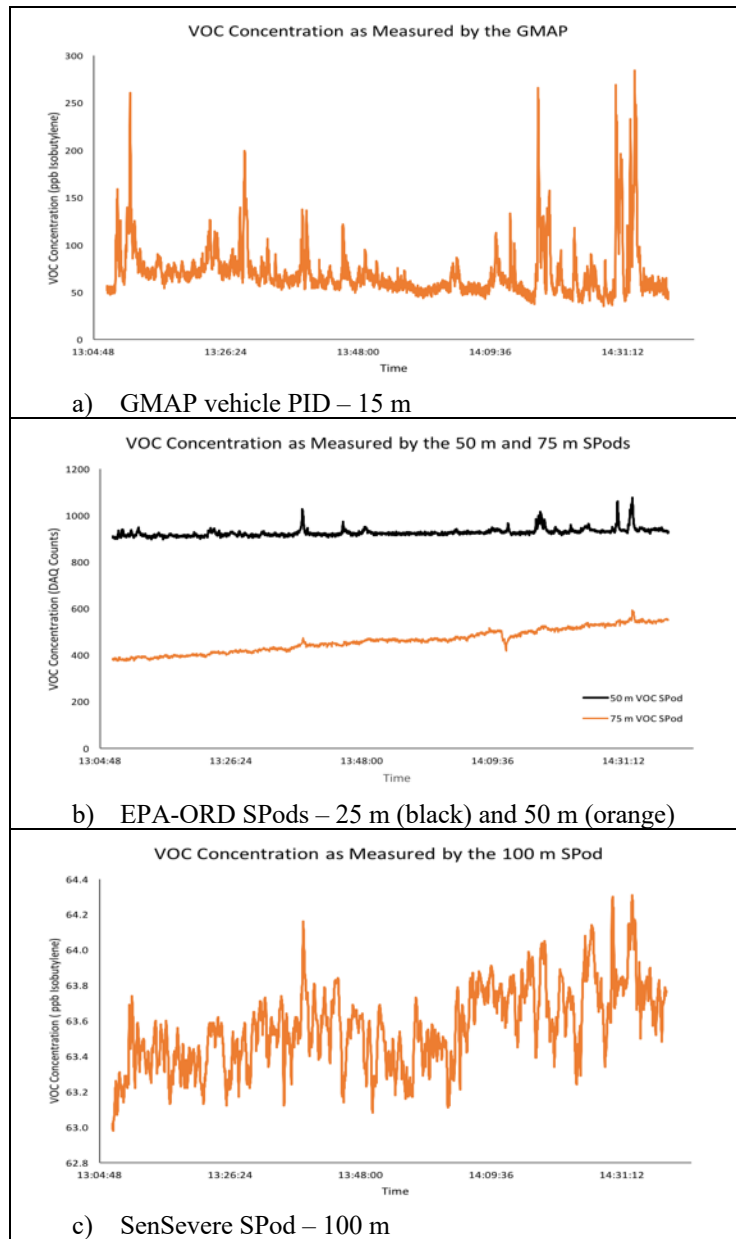 VOC Concentration as Measured by the GMAP
VOC Concentration (ppb Isobutylene)
300
250
200
150
100
50
0
13:04:48 13:26:24 13:48:00 14:09:36 14:31:12
Time
a) GMAP vehicle PID – 15 m
VOC Concentration as Measured by the 50 m and 75 m SPods
VOC Concentration (DAQ Counts)
1200
1000
800
600
400
200
0
50 m VOC SPod
75 m VOC SPod
13:04:48 13:26:24 13:48:00 14:09:36 14:31:12
Time
b) EPA-ORD SPods – 25 m (black) and 50 m (orange)
VOC Concentration as Measured by the 100 m SPod
VOC Concentration ( ppb Isobutylene)
64.4
64.2
64.0
63.8
63.6
63.4
63.2
63.0
62.8
13:04:48 13:26:24 13:48:00 14:09:36 14:31:12
Time
c) SenSevere SPod – 100 m